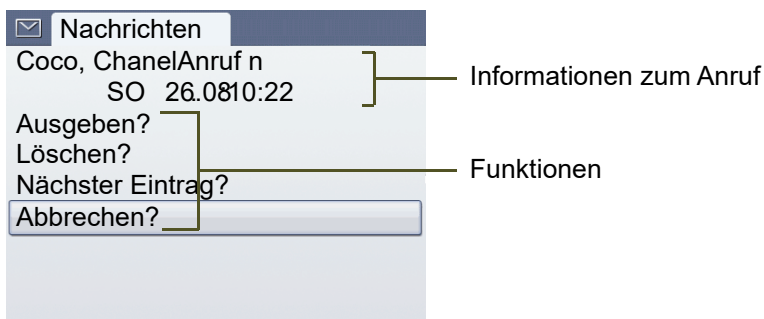 Nachrichten
Coco, ChanelAnruf n
SO 26.0810:22
Informationen zum Anruf
Ausgeben?
Löschen?
Nächster Eintrag?
Abbrechen?
Funktionen